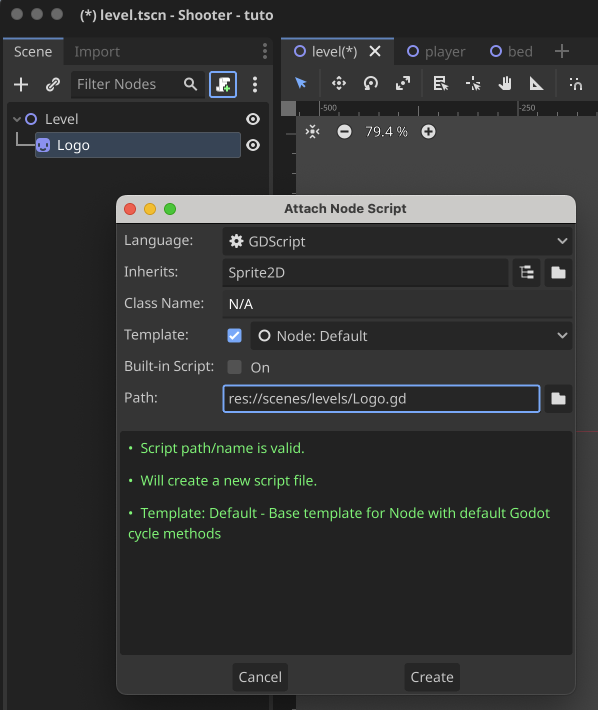 (*) level.tscn - Shooter - tuto
Scene
Import
level(*)
player
bed
Filter Nodes
-500
-250
Level
79.4 %
Logo
Attach Node Script
Language:
GDScript
Inherits:
Sprite2D
Class Name:
N/A
Template:
Node: Default
Built-in Script:
On
Path:
res://scenes/levels/Logo.gd
• Script path/name is valid.
• Will create a new script file.
• Template: Default - Base template for Node with default Godot
cycle methods
Cancel
Create